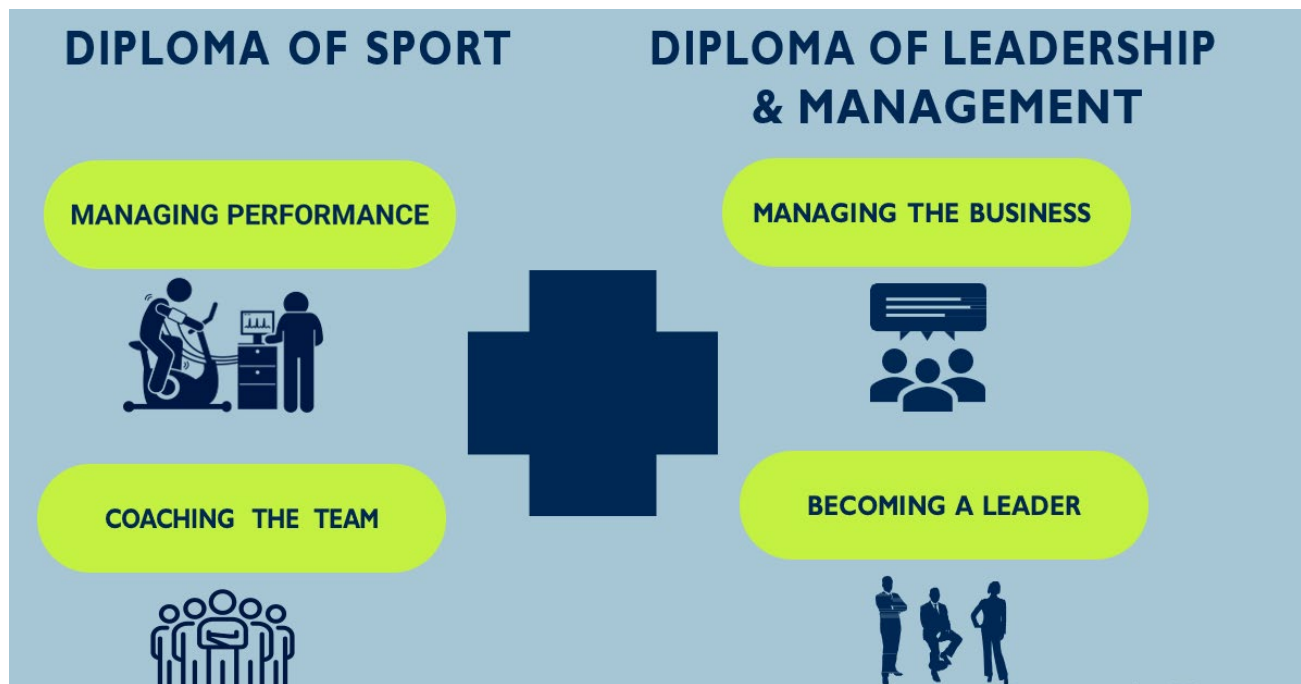 DIPLOMA OF SPORT
MANAGING PERFORMANCE
COACHING THE TEAM
DIPLOMA OF LEADERSHIP
& MANAGEMENT
MANAGING THE BUSINESS
BECOMING A LEADER